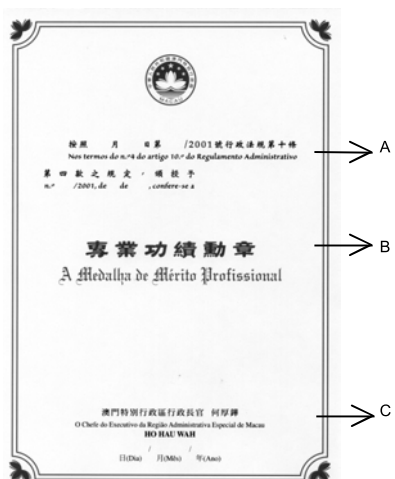 MACAU
按照 月 日第 /2001號行政法規第十條
Nos termos do n.º4 do artigo 10.º do Regulamento Administrativo
A
第四款之規定，頒授予
n.º /2001, de de , confere-se a
專業功績勳章
B
A Medalha de Mérito Profissional
澳門特別行政區行政長官 何厚鏵
C
O Chefe do Executivo da Região Administrativa Especial de Macau
HO HAU WAH
/ /
日(Dia) 月(Mês) 年(Ano)